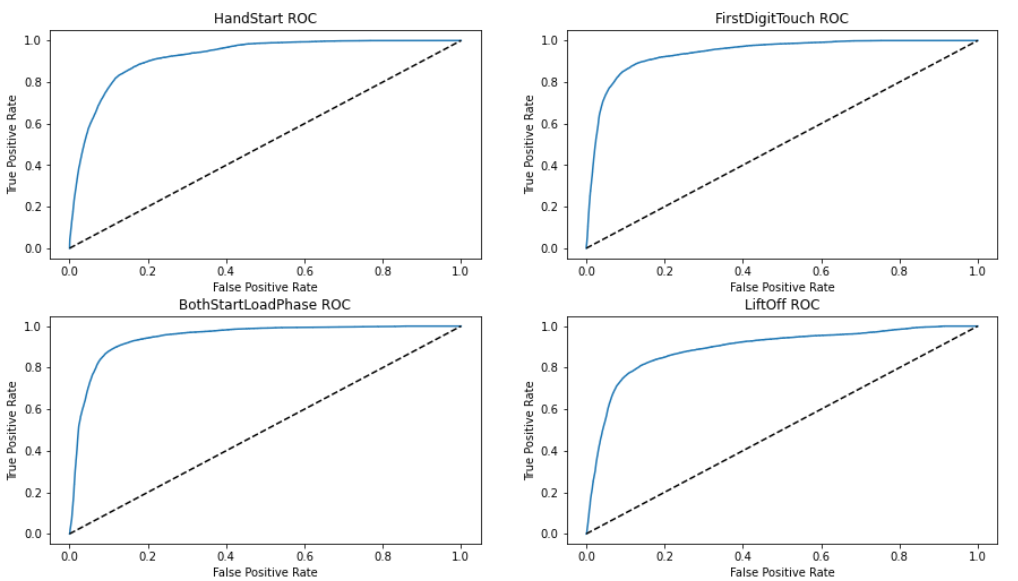 HandStart ROC
1.0
0.8
0.6
0.4
0.2
0.0
True Positive Rate
0.0 0.2 0.4 0.6 0.8 1.0
False Positive Rate
FirstDigitTouch ROC
1.0
0.8
0.6
0.4
0.2
0.0
True Positive Rate
0.0 0.2 0.4 0.6 0.8 1.0
False Positive Rate
BothStartLoadPhase ROC
1.0
0.8
0.6
0.4
0.2
0.0
True Positive Rate
0.0 0.2 0.4 0.6 0.8 1.0
False Positive Rate
LiftOff ROC
1.0
0.8
0.6
0.4
0.2
0.0
True Positive Rate
0.0 0.2 0.4 0.6 0.8 1.0
False Positive Rate